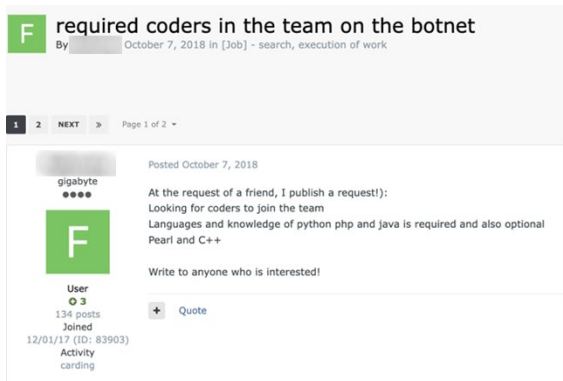 F
required coders in the team on the botnet
By October 7, 2018 in [Job] - search, execution of work
1 2 NEXT » Page 1 of 2
Posted October 7, 2018
gigabyte
At the request of a friend, I publish a request!):
Looking for coders to join the team
Languages and knowledge of python php and java is required and also optional
Pearl and C++
Write to anyone who is interested!
F
User
3
134 posts
Joined
12/01/17 (ID: 83903)
Activity
carding
+ Quote